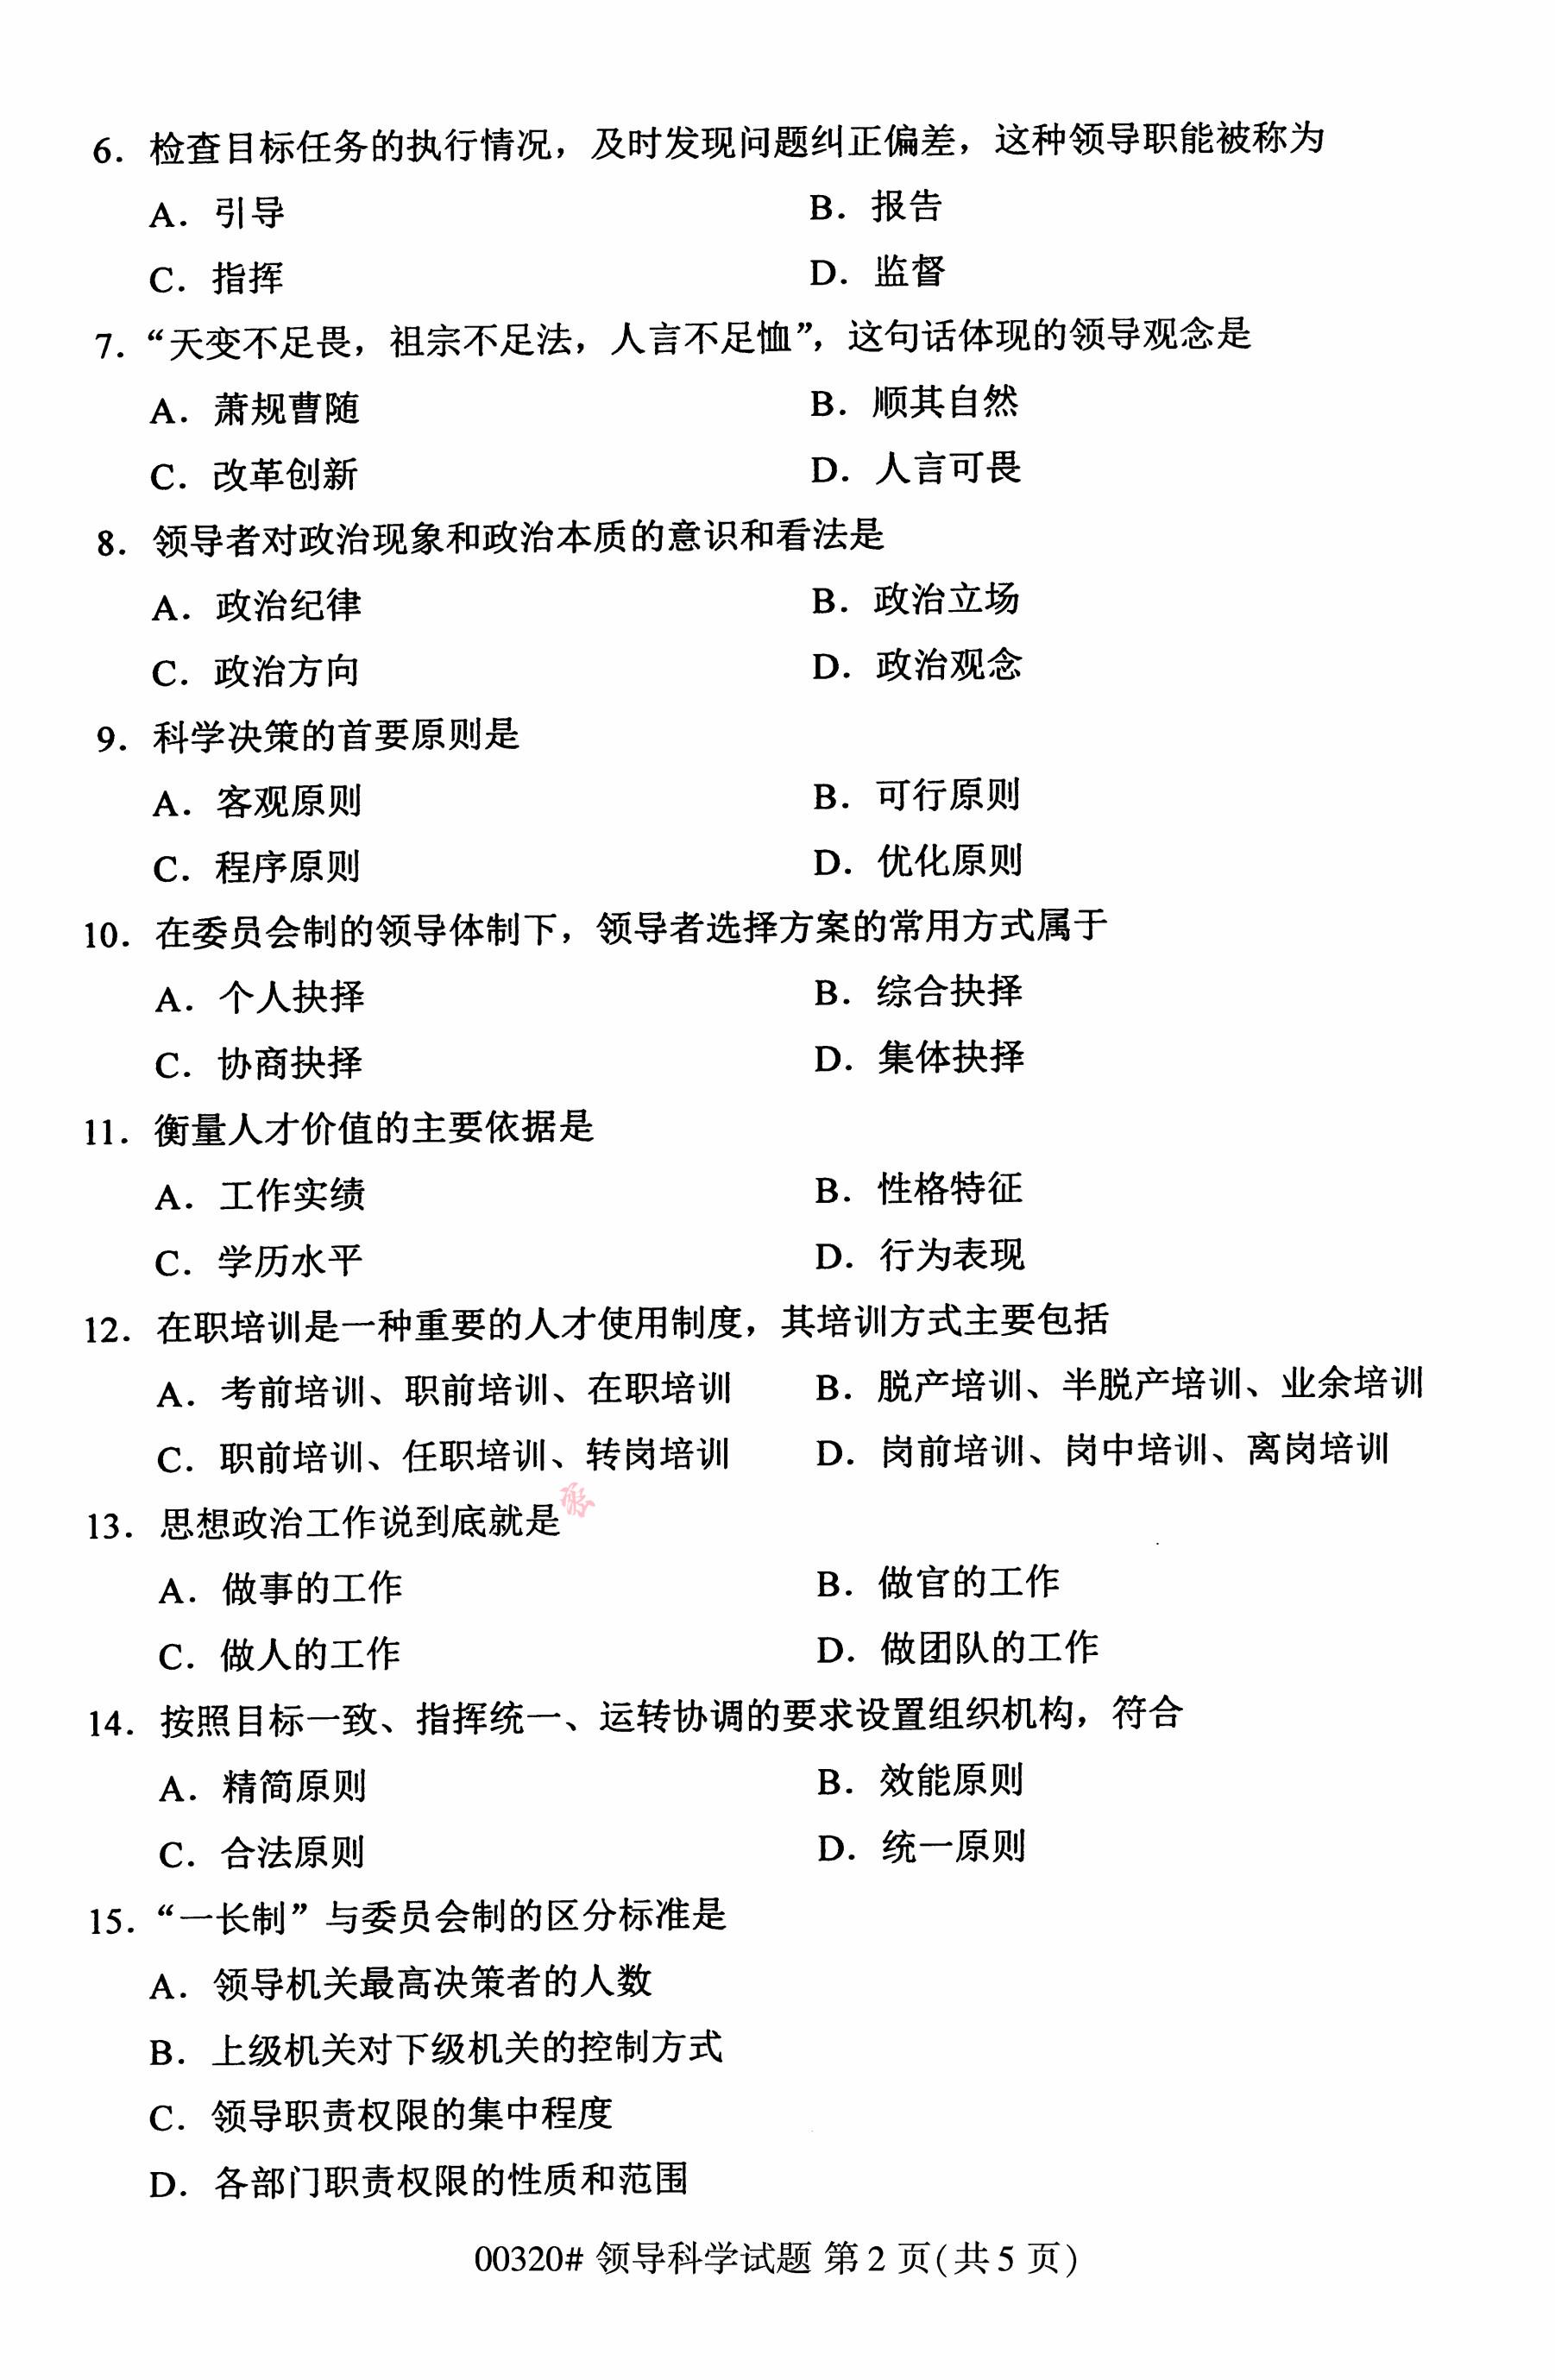 6. 检查目标任务的执行情况，及时发现问题纠正偏差，这种领导职能被称为
A. 引导 B. 报告
C. 指挥 D. 监督
7. “天变不足畏，祖宗不足法，人言不足恤”，这句话体现的领导观念是
A. 萧规曹随 B. 顺其自然
C. 改革创新 D. 人言可畏
8. 领导者对政治现象和政治本质的意识和看法是
A. 政治纪律 B. 政治立场
C. 政治方向 D. 政治观念
9. 科学决策的首要原则是
A. 客观原则 B. 可行原则
C. 程序原则 D. 优化原则
10. 在委员会制的领导体制下，领导者选择方案的常用方式属于
A. 个人抉择 B. 综合抉择
C. 协商抉择 D. 集体抉择
11. 衡量人才价值的主要依据是
A. 工作实绩 B. 性格特征
C. 学历水平 D. 行为表现
12. 在职培训是一种重要的人才使用制度，其培训方式主要包括
A. 考前培训、职前培训、在职培训 B. 脱产培训、半脱产培训、业余培训
C. 职前培训、任职培训、转岗培训 D. 岗前培训、岗中培训、离岗培训
13. 思想政治工作说到底就是
A. 做事的工作 B. 做官的工作
C. 做人的工作 D. 做团队的工作
14. 按照目标一致、指挥统一、运转协调的要求设置组织机构，符合
A. 精简原则 B. 效能原则
C. 合法原则 D. 统一原则
15. “一长制”与委员会制的区分标准是
A. 领导机关最高决策者的人数
B. 上级机关对下级机关的控制方式
C. 领导职责权限的集中程度
D. 各部门职责权限的性质和范围
00320# 领导科学试题 第 2 页(共 5 页)